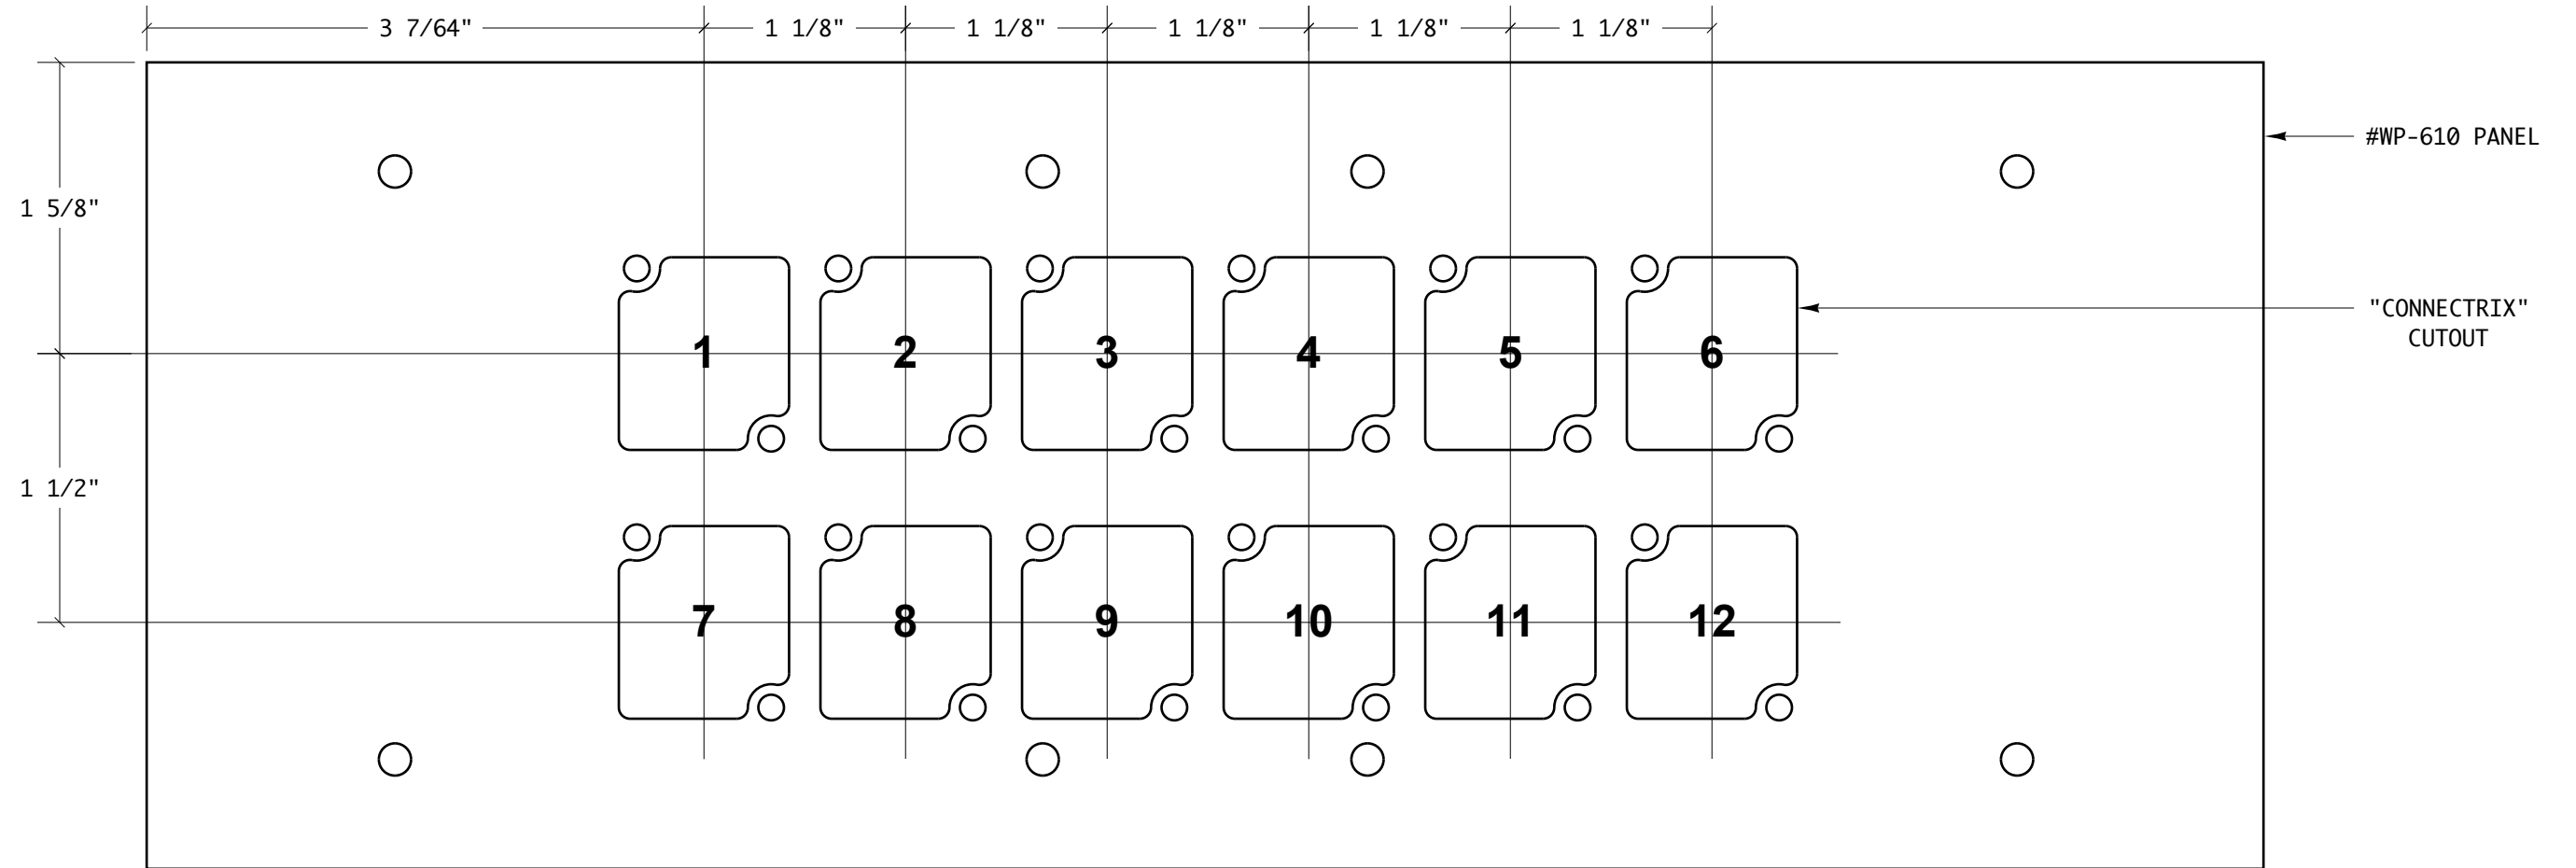 3 7/64" 1 1/8" 1 1/8" 1 1/8" 1 1/8" 1 1/8"
#WP-610 PANEL
1 5/8"
"CONNECTRIX"
CUTOUT
1 2 3 4 5 6
1 1/2"
7 8 9 10 11 12